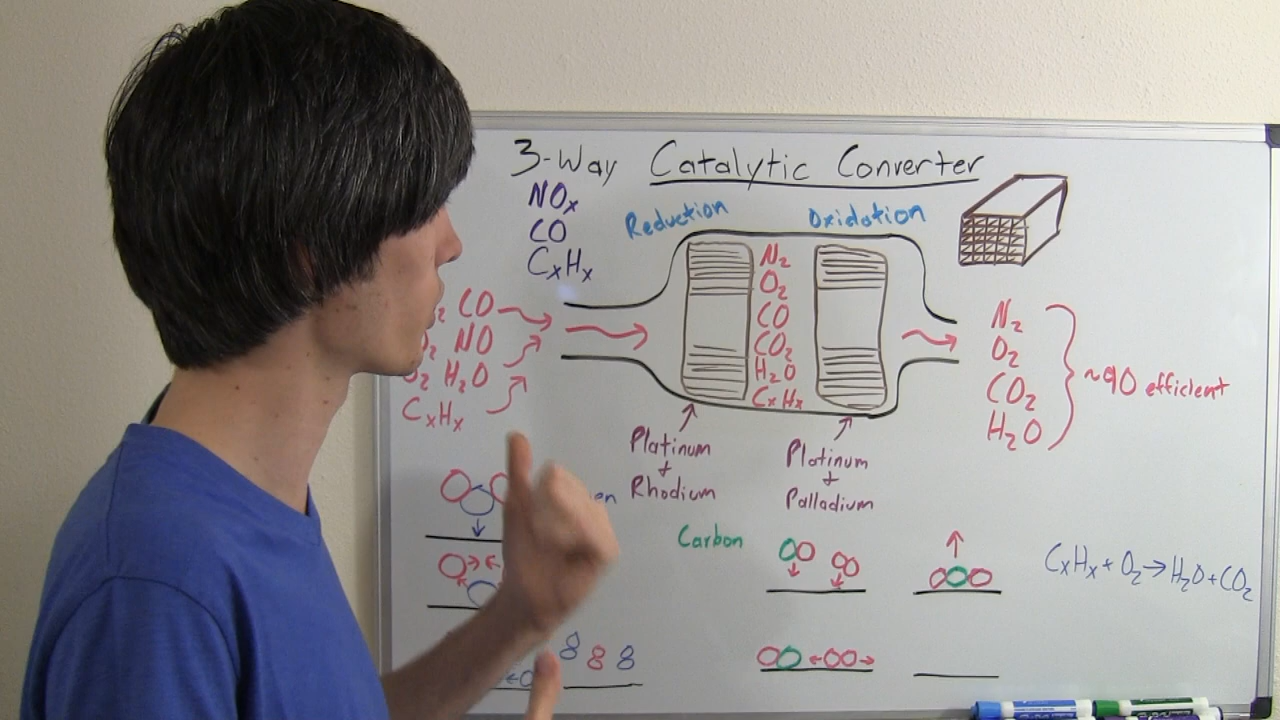 3-Way Catalytic Converter
NOx
CO
CxHx
Reduction
Oxidation
N2
O2
CO
CO2
H2O
CxHx
CO
NO
2 H2O
CxHx
N2
O2
CO2
H2O
~90 efficient
Platinum
+
Rhodium
Platinum
+
Palladium
Carbon
CxHx + O2 → H2O + CO2